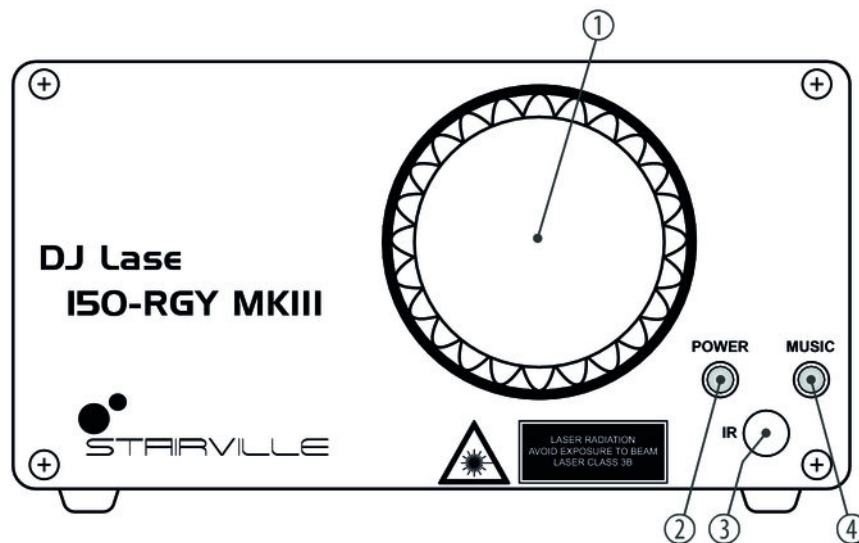 1
DJ Lase
150-RGY MKIII
POWER MUSIC
IR
STAIRVILLE
LASER RADIATION
AVOID EXPOSURE TO BEAM
LASER CLASS 3B
2 3 4